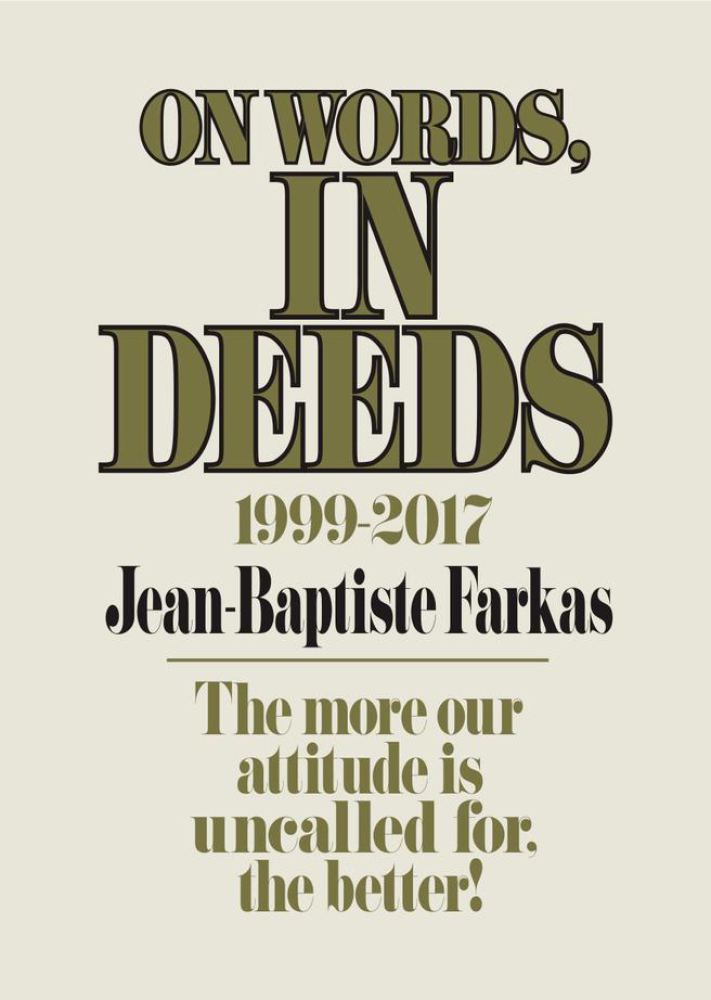 ON WORDS,
IN
DEEDS
1999-2017
Jean-Baptiste Farkas
The more our
attitude is
uncalled for,
the better!